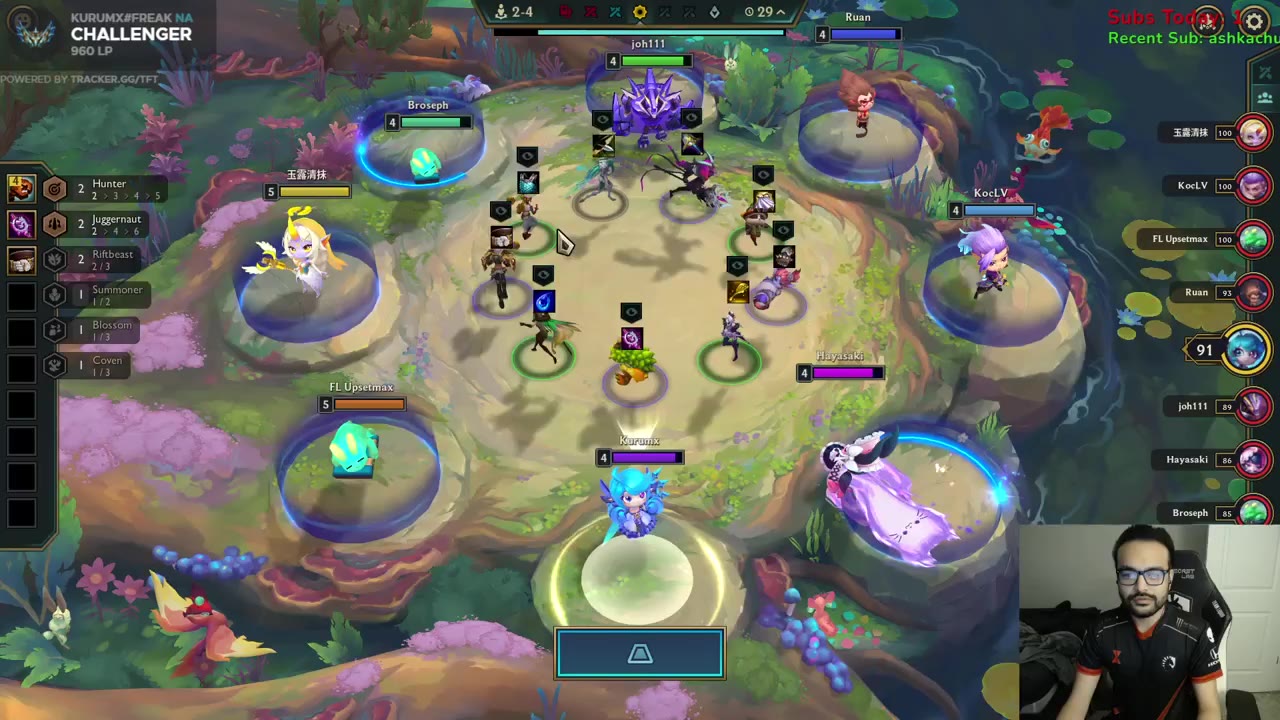 KURUMX#FREAK NA
CHALLENGER
960 LP
POWERED BY TRACKER.GG/TFT
2-4
29
Subs Today: 1
Recent Sub: ashkachu
Ruan
4
joh111
4
Broseph
4
玉露清抹
5
KocLV
4
FL Upsetmax
5
Hayasaki
4
Kurumx
4
2 Hunter
2 > 3 > 4 > 5
2 Juggernaut
2 > 4 > 6
2 Riftbeast
2 / 3
1 Summoner
1 / 2
1 Blossom
1 / 3
1 Coven
1 / 3
玉露清抹 100
KocLV 100
FL Upsetmax 100
Ruan 93
91
joh111 89
Hayasaki 86
Broseph 85